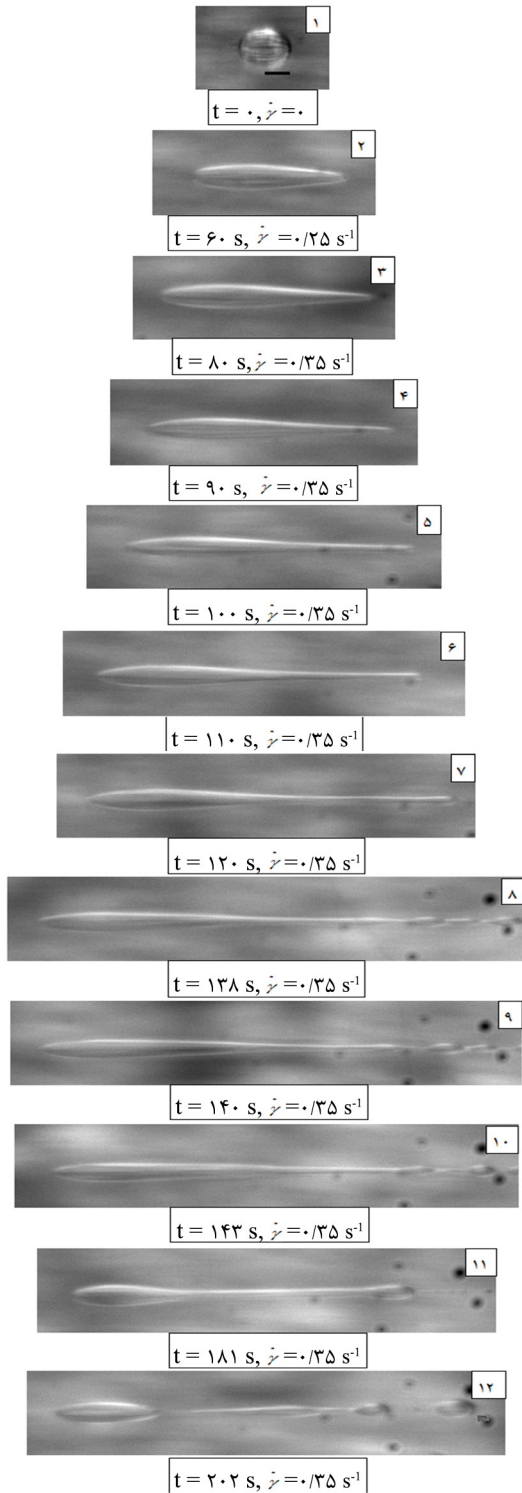 ۱
t = ۰, γ̇ =۰
۲
t = ۶۰ s, γ̇ =۰/۲۵ s⁻¹
۳
t = ۸۰ s, γ̇ =۰/۳۵ s⁻¹
۴
t = ۹۰ s, γ̇ =۰/۳۵ s⁻¹
۵
t = ۱۰۰ s, γ̇ =۰/۳۵ s⁻¹
۶
t = ۱۱۰ s, γ̇ =۰/۳۵ s⁻¹
۷
t = ۱۲۰ s, γ̇ =۰/۳۵ s⁻¹
۸
t = ۱۳۸ s, γ̇ =۰/۳۵ s⁻¹
۹
t = ۱۴۰ s, γ̇ =۰/۳۵ s⁻¹
۱۰
t = ۱۴۳ s, γ̇ =۰/۳۵ s⁻¹
۱۱
t = ۱۸۱ s, γ̇ =۰/۳۵ s⁻¹
۱۲
t = ۲۰۲ s, γ̇ =۰/۳۵ s⁻¹